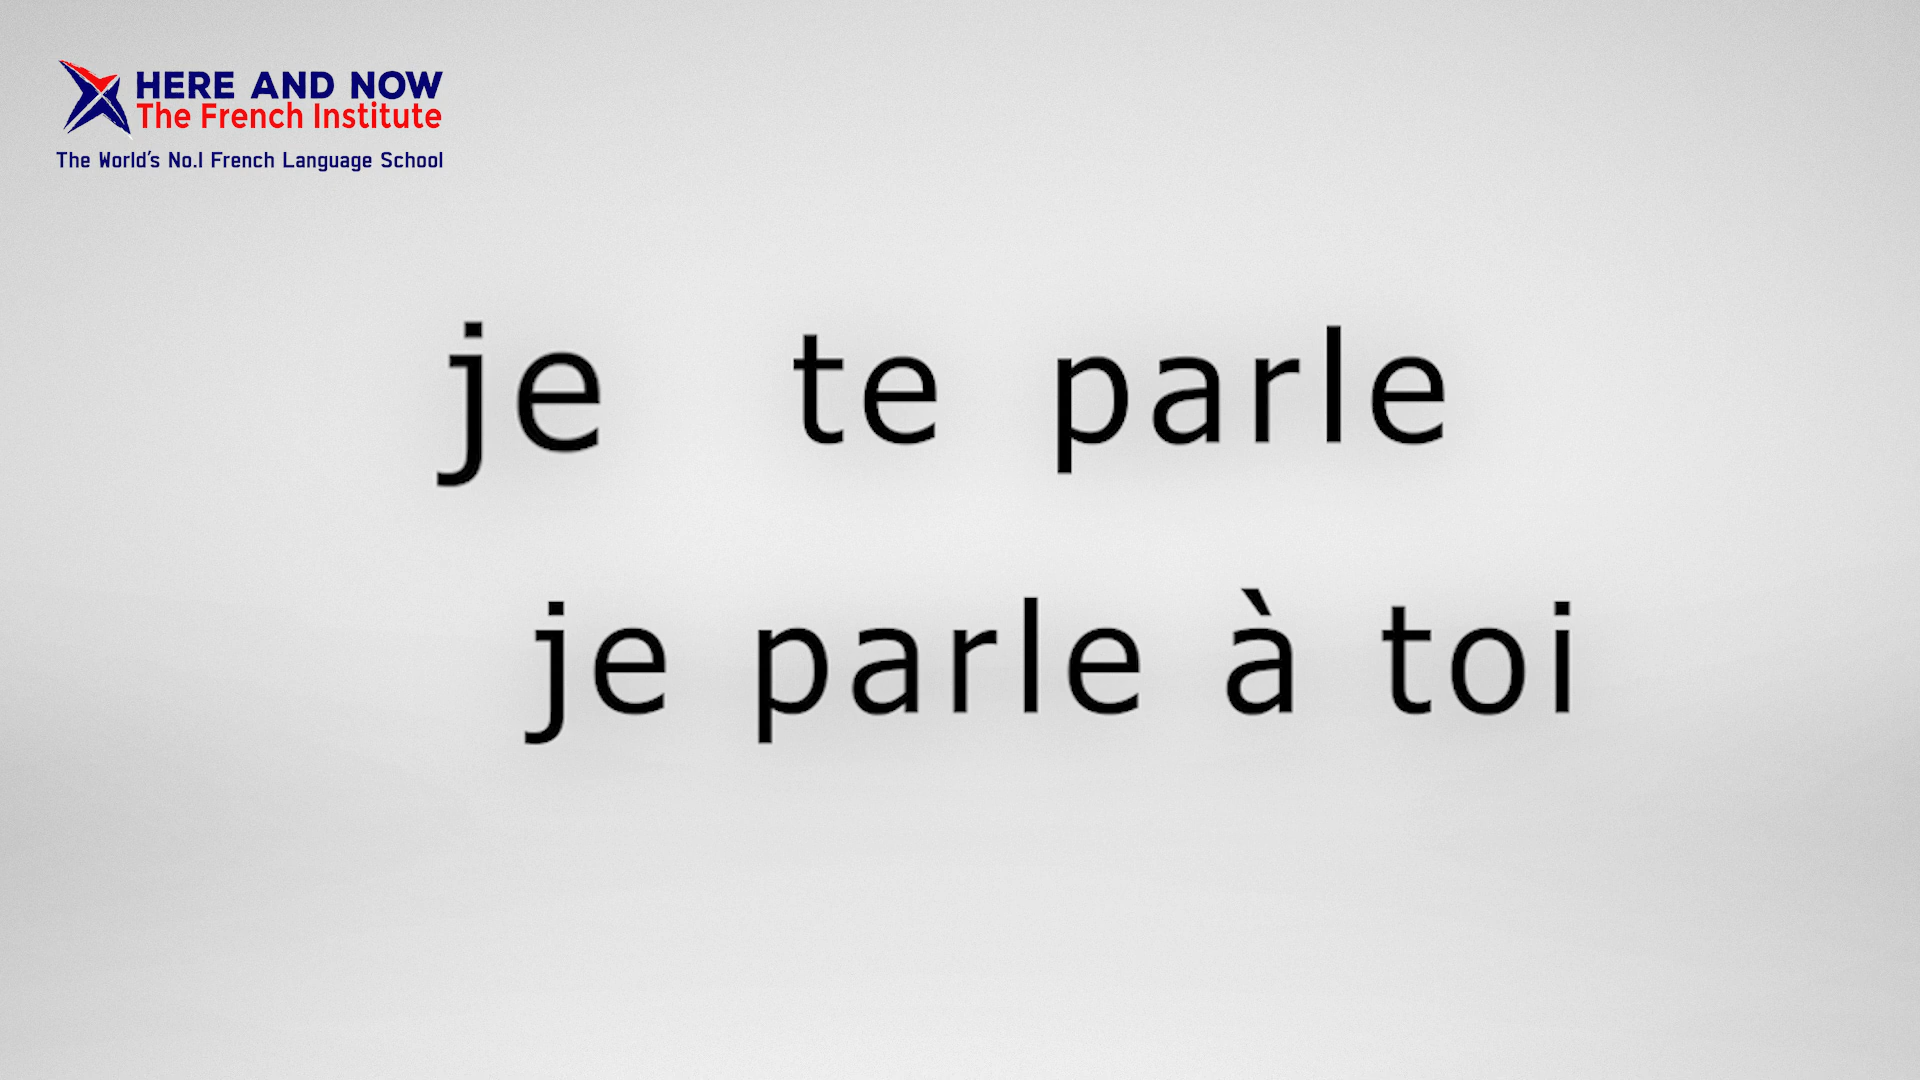 HERE AND NOW
The French Institute
The World's No.1 French Language School
je te parle
je parle à toi